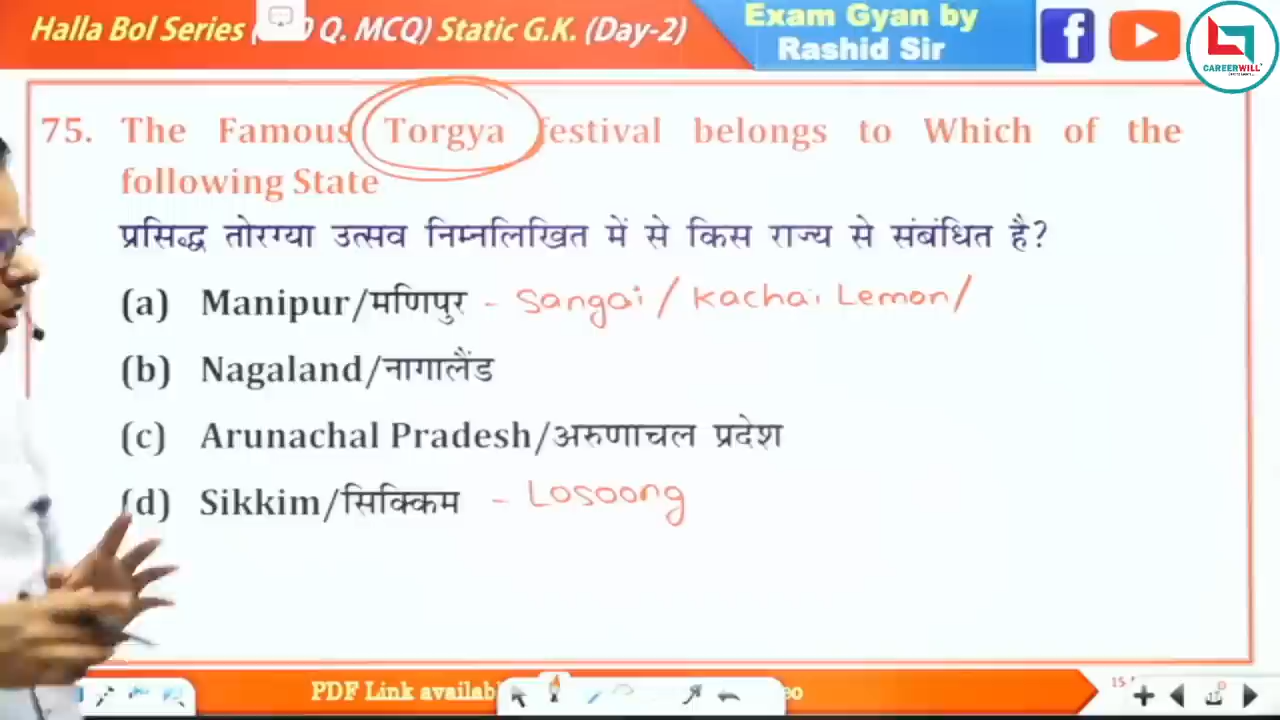 Halla Bol Series ( 0 Q. MCQ) Static G.K. (Day-2)
Exam Gyan by
Rashid Sir
CAREERWILL
75. The Famous Torgya festival belongs to Which of the
following State
प्रसिद्ध तोरग्या उत्सव निम्नलिखित में से किस राज्य से संबंधित है?
(a) Manipur/मणिपुर - Sangai / Kachai Lemon/
(b) Nagaland/नागालैंड
(c) Arunachal Pradesh/अरुणाचल प्रदेश
(d) Sikkim/सिक्किम - Losoong
PDF Link